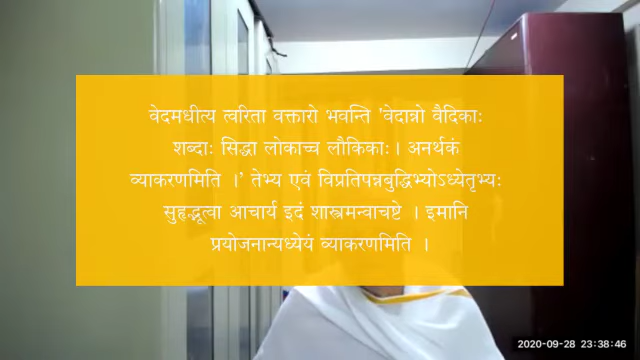 वेदमधीत्य त्वरिता वक्तारो भवन्ति 'वेदान्नो वैदिकाः
शब्दाः सिद्धा लोकाच्च लौकिकाः। अनर्थकं
व्याकरणमिति ।' तेभ्य एवं विप्रतिपन्नबुद्धिभ्योऽध्येतृभ्यः
सुहृद्भूत्वा आचार्य इदं शास्त्रमन्वाचष्टे । इमानि
प्रयोजनान्यध्येयं व्याकरणमिति ।
2020-09-28 23:38:46